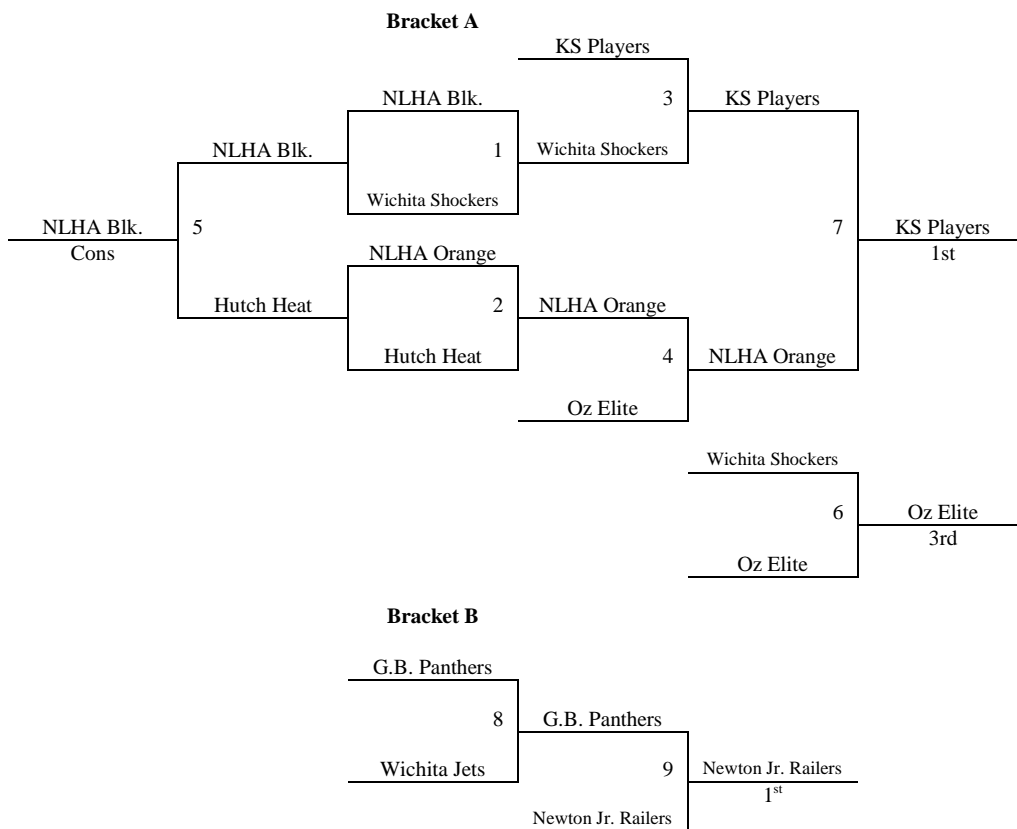 Bracket A
KS Players
NLHA Blk.
3
KS Players
NLHA Blk.
1
Wichita Shockers
Wichita Shockers
NLHA Blk.
5
7
KS Players
Cons
1st
NLHA Orange
Hutch Heat
2
NLHA Orange
Hutch Heat
4
NLHA Orange
Oz Elite
Wichita Shockers
6
Oz Elite
3rd
Oz Elite
Bracket B
G.B. Panthers
8
G.B. Panthers
Wichita Jets
9
Newton Jr. Railers
1st
Newton Jr. Railers